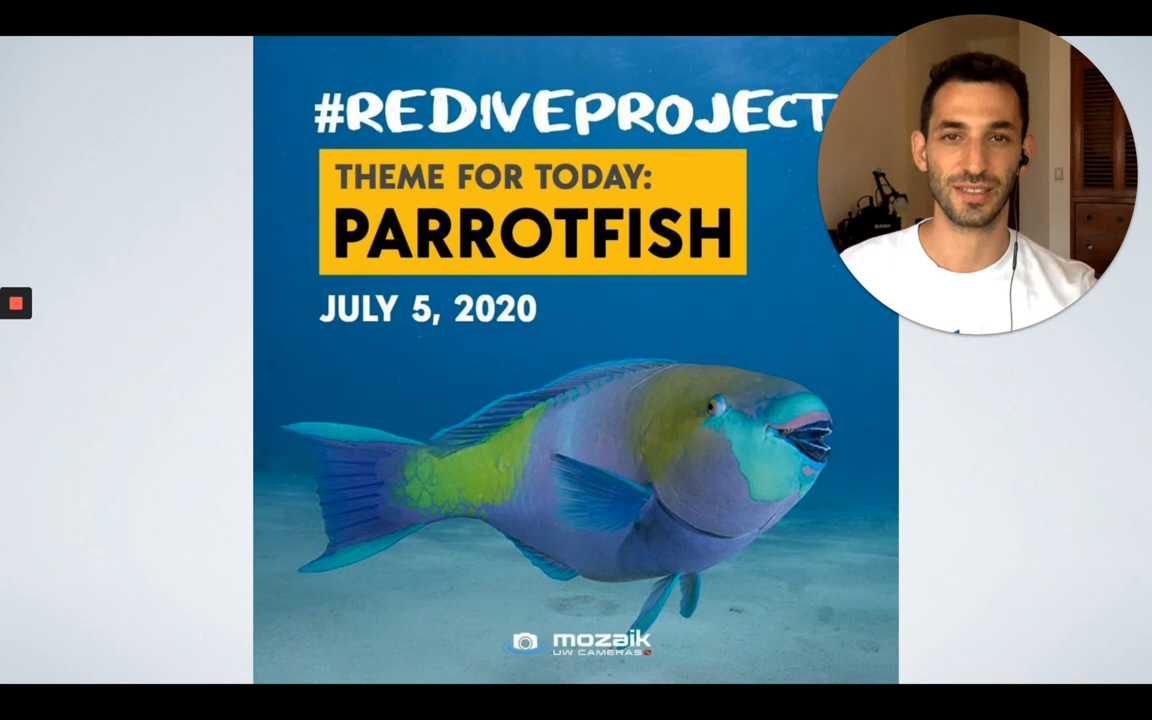 #REDIVEPROJECT
THEME FOR TODAY:
PARROTFISH
JULY 5, 2020
mozaik
UW CAMERAS